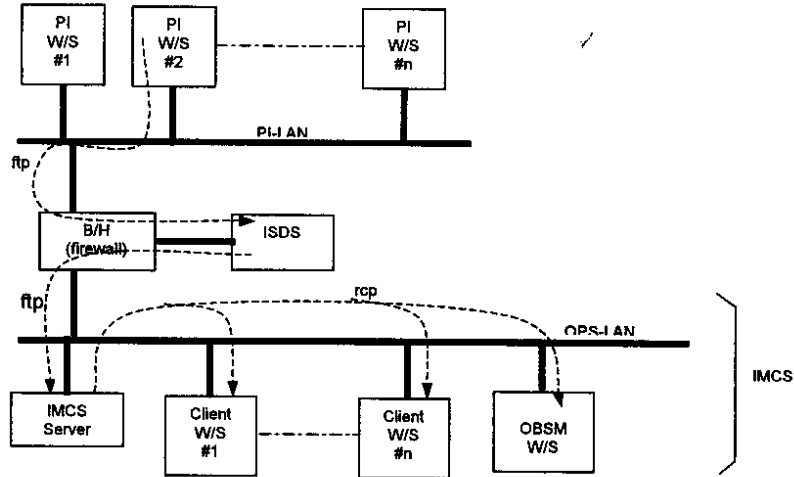 PI
W/S
#1
PI
W/S
#2
PI
W/S
#n
PI-LAN
ftp
B/H
(firewall)
ISDS
ftp
rcp
OPS-LAN
IMCS
IMCS
Server
Client
W/S
#1
Client
W/S
#n
OBSM
W/S